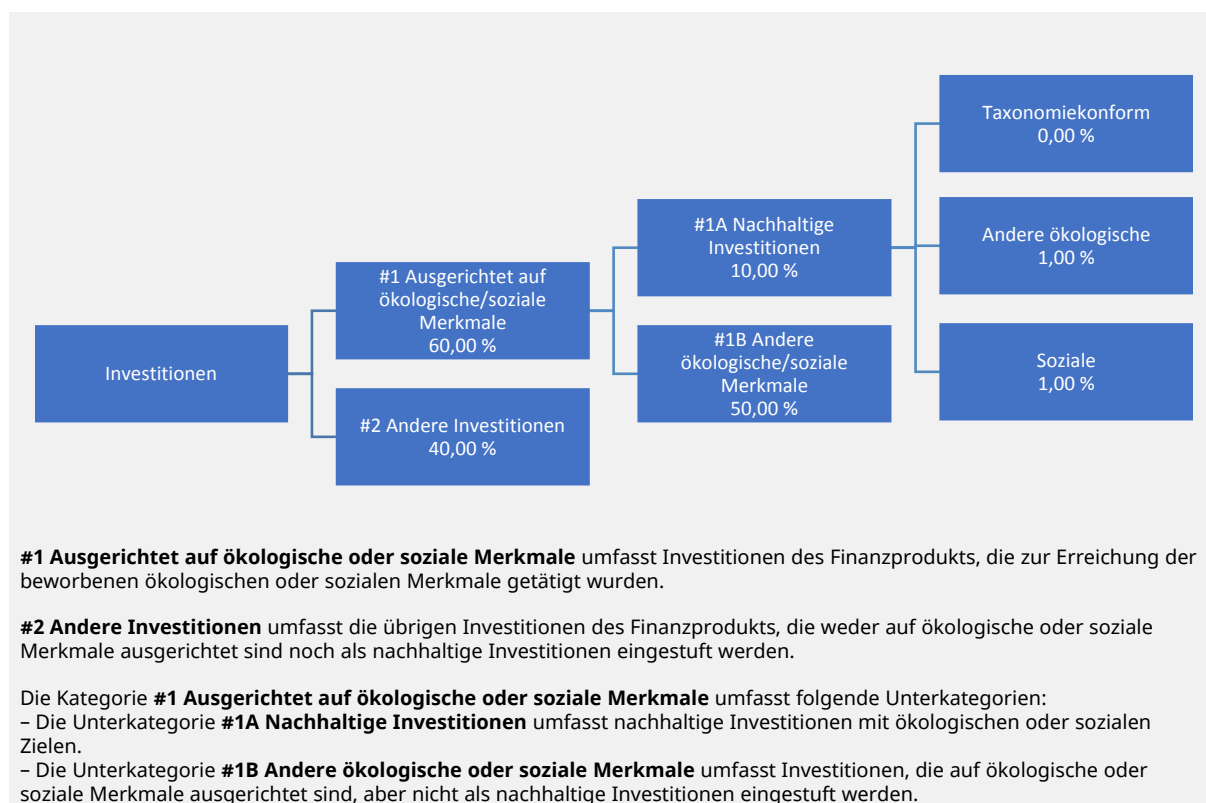 Investitionen
#1 Ausgerichtet auf
ökologische/soziale
Merkmale
60,00 %
#2 Andere Investitionen
40,00 %
#1A Nachhaltige
Investitionen
10,00 %
#1B Andere
ökologische/soziale
Merkmale
50,00 %
Taxonomiekonform
0,00 %
Andere ökologische
1,00 %
Soziale
1,00 %
#1 Ausgerichtet auf ökologische oder soziale Merkmale umfasst Investitionen des Finanzprodukts, die zur Erreichung der
beworbenen ökologischen oder sozialen Merkmale getätigt wurden.
#2 Andere Investitionen umfasst die übrigen Investitionen des Finanzprodukts, die weder auf ökologische oder soziale
Merkmale ausgerichtet sind noch als nachhaltige Investitionen eingestuft werden.
Die Kategorie #1 Ausgerichtet auf ökologische oder soziale Merkmale umfasst folgende Unterkategorien:
– Die Unterkategorie #1A Nachhaltige Investitionen umfasst nachhaltige Investitionen mit ökologischen oder sozialen
Zielen.
– Die Unterkategorie #1B Andere ökologische oder soziale Merkmale umfasst Investitionen, die auf ökologische oder
soziale Merkmale ausgerichtet sind, aber nicht als nachhaltige Investitionen eingestuft werden.